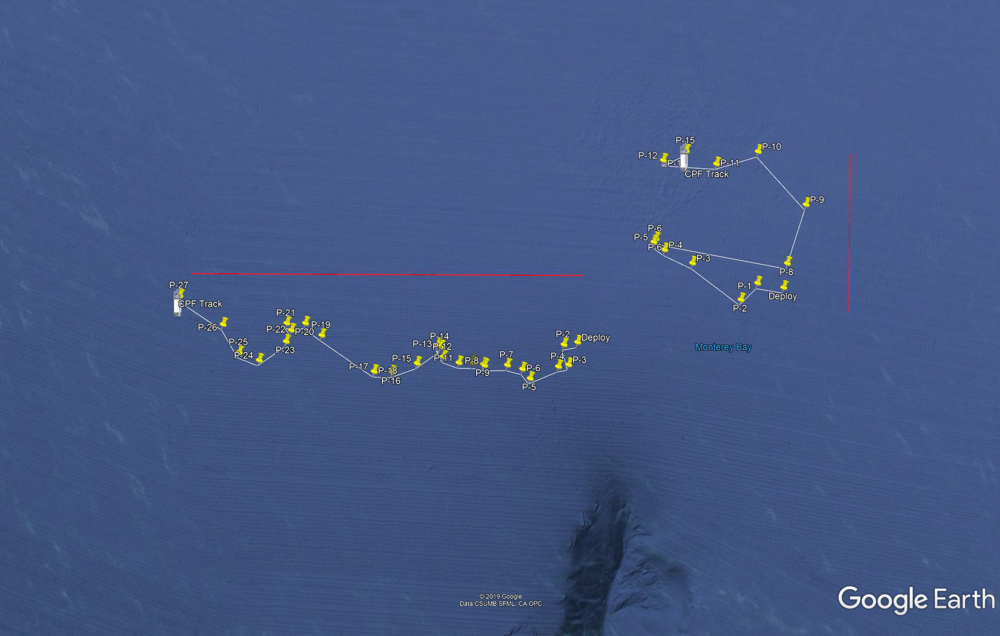 P-15
P-10
P-12
P-1
P-11
CPF Track
P-9
P-6
P-5
P-4
P-6
P-3
P-8
P-1
Deploy
P-2
P-27
CPF Track
P-21
P-26
P-22
P-20
P-19
P-25
P-24
P-23
P-14
P-13
P-12
P-2
Deploy
P-15
P-11
P-8
P-7
P-4
P-3
P-17
P-18
P-9
P-6
P-16
P-5
Monterey Bay
© 2019 Google
Data CSUMB SFML, CA OPC
Google Earth